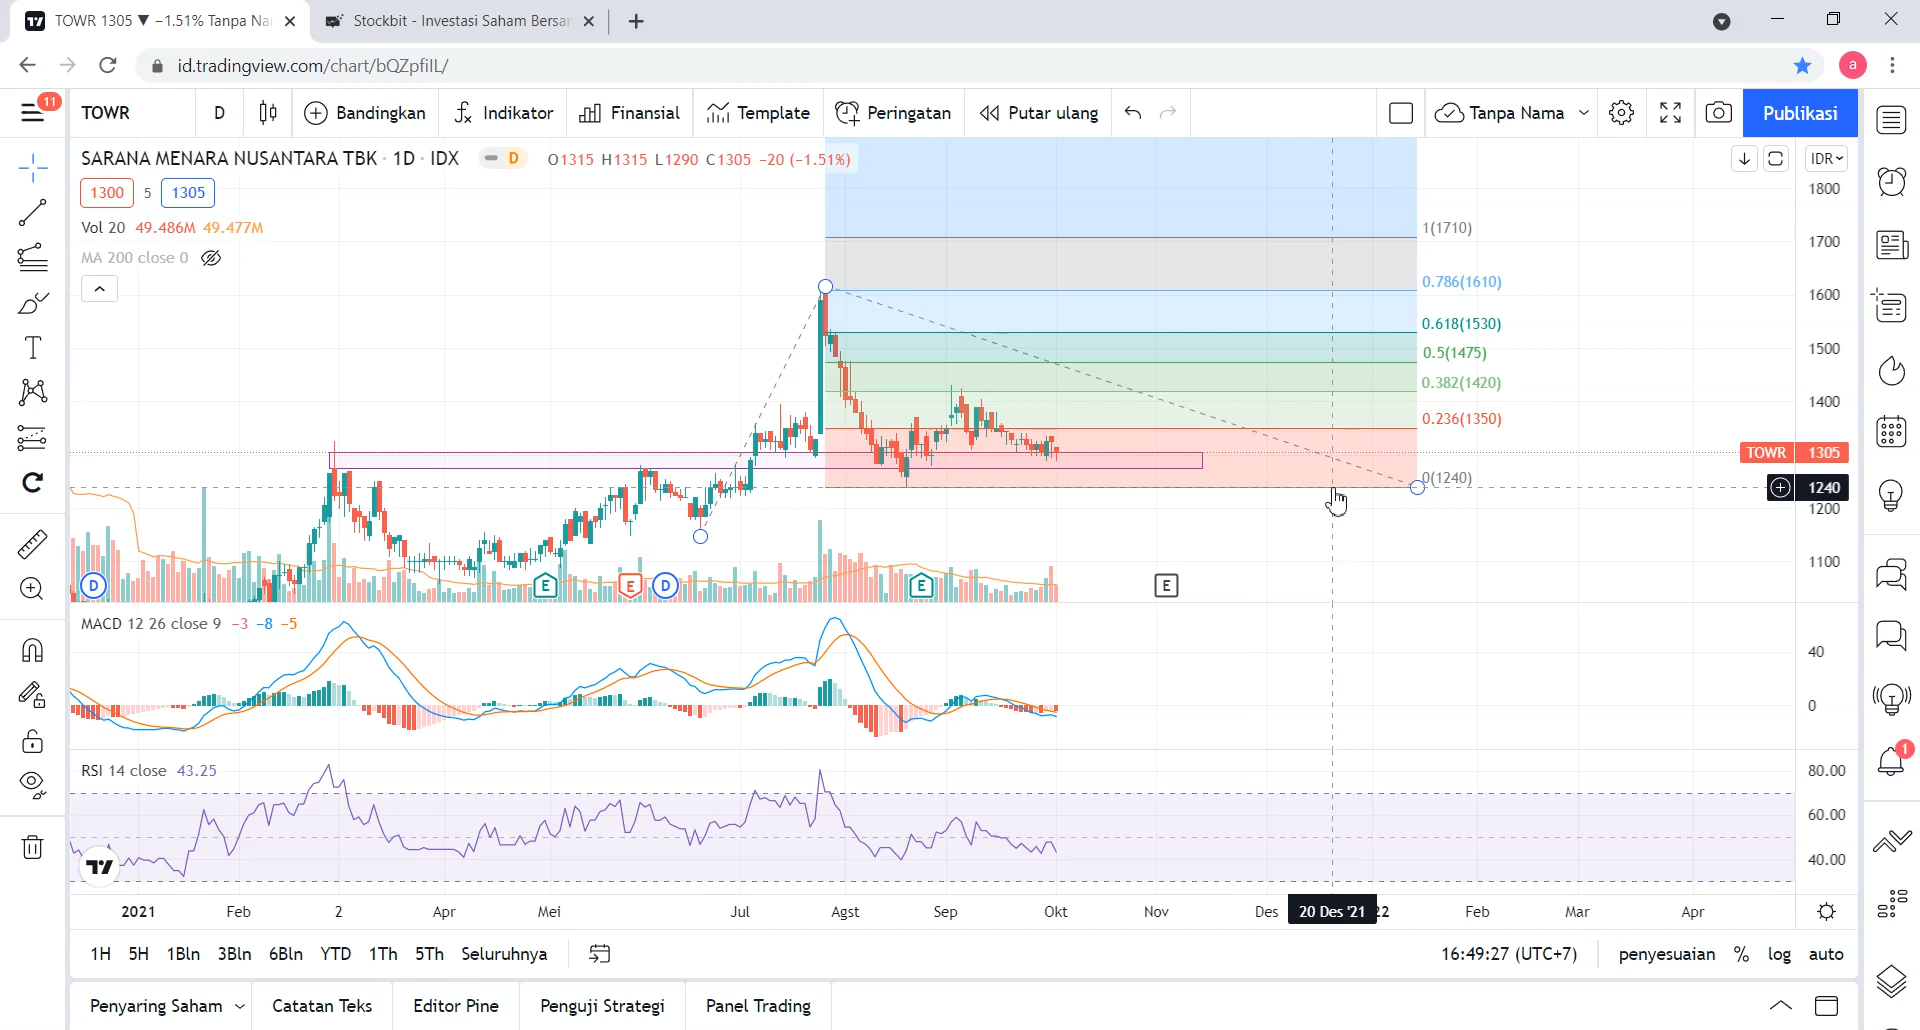 TOWR 1305 ▼ −1.51% Tanpa Na
Stockbit - Investasi Saham Bersa
id.tradingview.com/chart/bQZpfilL/
a
11
TOWR
D
Bandingkan
Indikator
Finansial
Template
Peringatan
Putar ulang
Tanpa Nama
Publikasi
SARANA MENARA NUSANTARA TBK · 1D · IDX
D
O1315 H1315 L1290 C1305 −20 (−1.51%)
IDR
1300
5
1305
Vol 20 49.486M 49.477M
MA 200 close 0
1800
1700
1600
1500
1400
1200
1100
1(1710)
0.786(1610)
0.618(1530)
0.5(1475)
0.382(1420)
0.236(1350)
0(1240)
TOWR 1305
1240
D
E
E
D
E
E
MACD 12 26 close 9 −3 −8 −5
40
0
1
RSI 14 close 43.25
80.00
60.00
40.00
2021
Feb
2
Apr
Mei
Jul
Agst
Sep
Okt
Nov
Des
20 Des '21
22
Feb
Mar
Apr
1H 5H 1Bln 3Bln 6Bln YTD 1Th 5Th Seluruhnya
16:49:27 (UTC+7)
penyesuaian % log auto
Penyaring Saham
Catatan Teks
Editor Pine
Penguji Strategi
Panel Trading